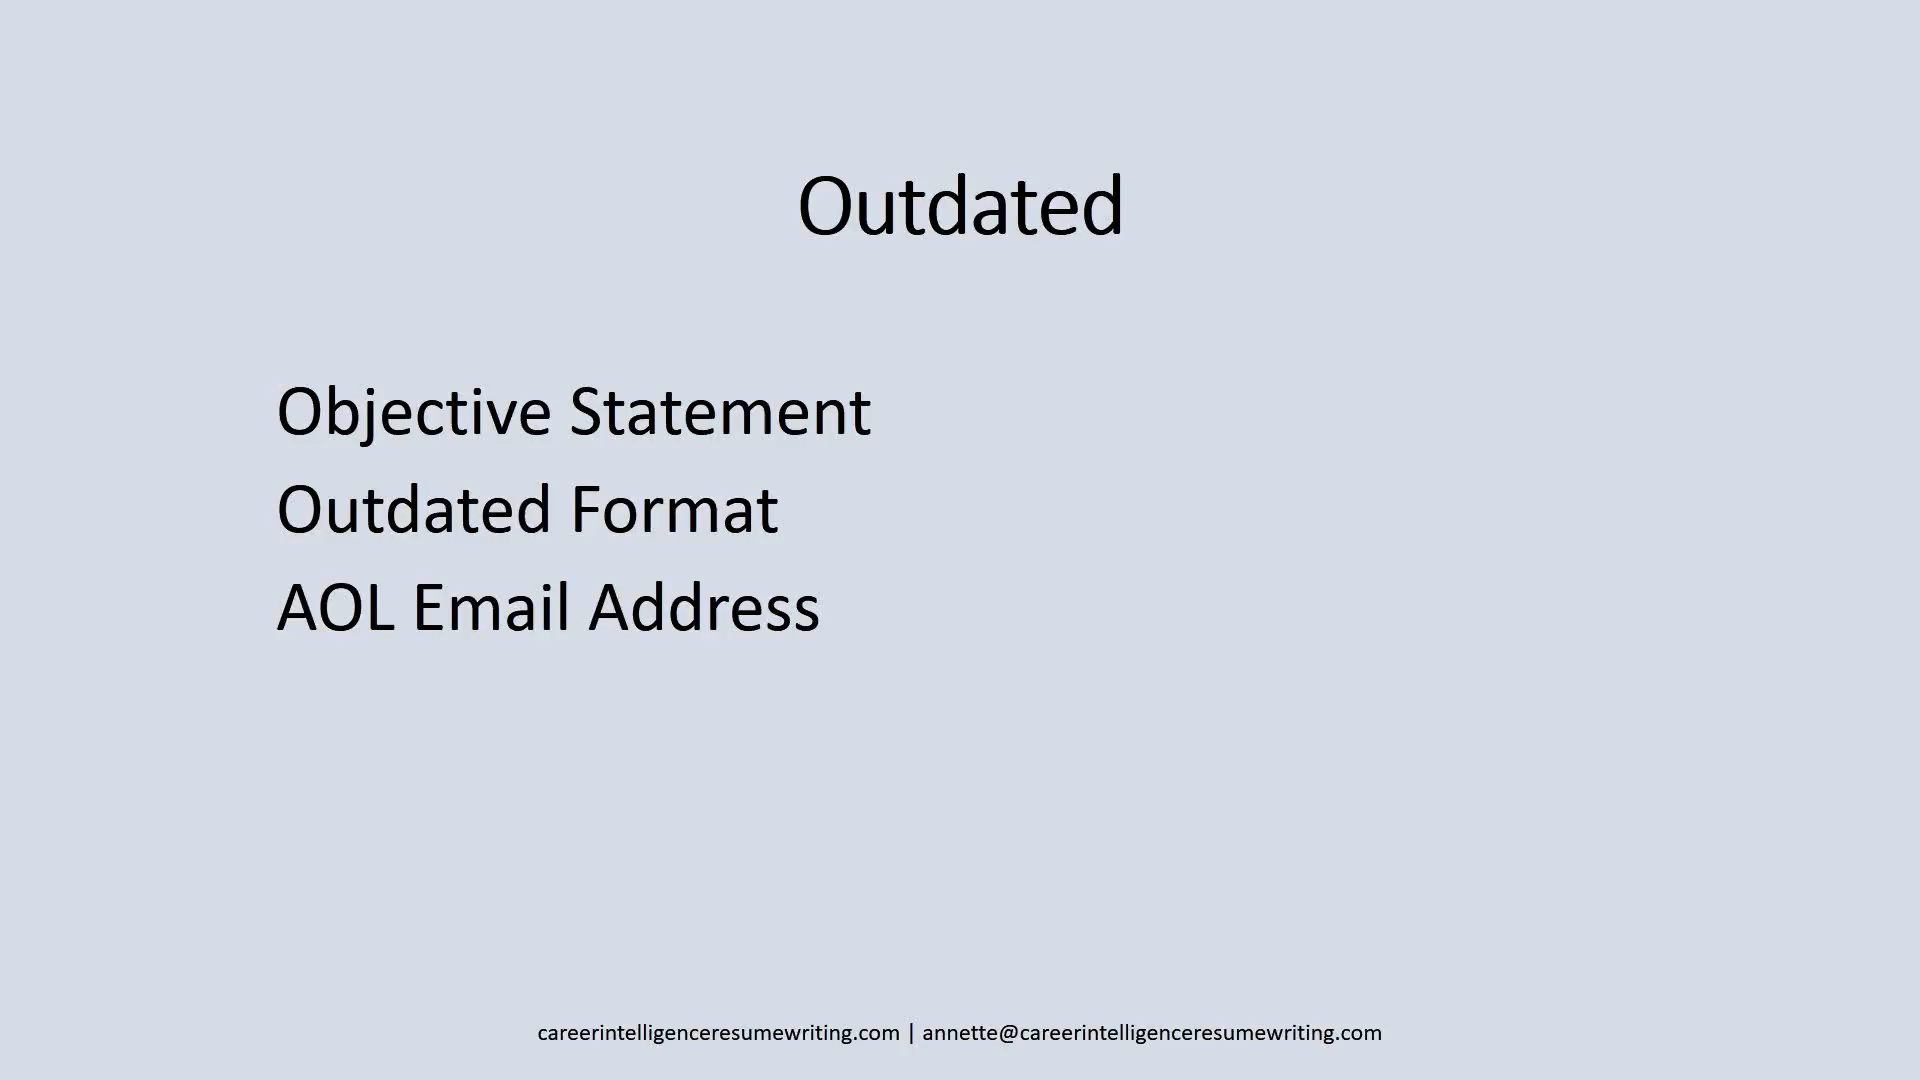 Outdated
Objective Statement
Outdated Format
AOL Email Address
careerintelligenceresumewriting.com | annette@careerintelligenceresumewriting.com